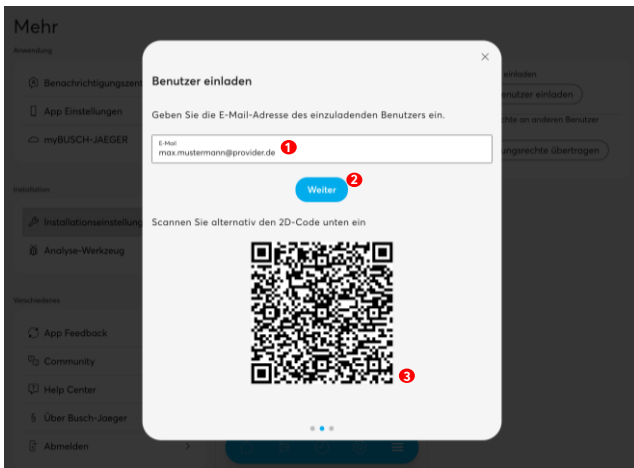 Mehr
Anwendung
Benachrichtigungszent
App Einstellungen
myBUSCH-JAEGER
Installation
Installationseinstellung
Analyse-Werkzeug
Verschiedenes
App Feedback
Community
Help Center
Über Busch-Jaeger
Abmelden
Benutzer einladen
Geben Sie die E-Mail-Adresse des einzuladenden Benutzers ein.
E-Mail
max.mustermann@provider.de
1
2
Weiter
Scannen Sie alternativ den 2D-Code unten ein
3
einladen
enutzer einladen
hte an anderen Benutzer
ungsrechte übertragen